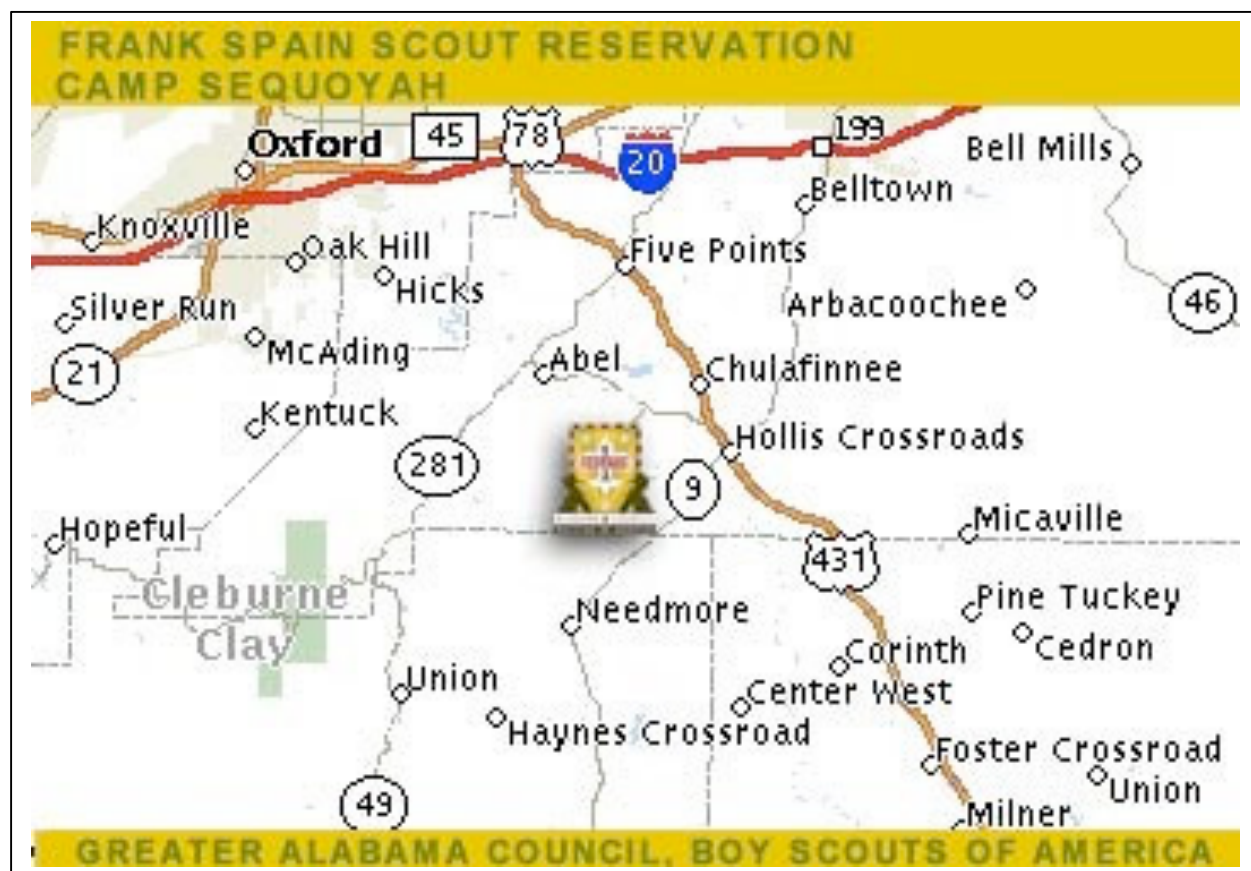 FRANK SPAIN SCOUT RESERVATION
CAMP SEQUOYAH
Oxford
45
78
20
199
Bell Mills
Belltown
Knoxville
Oak Hill
Five Points
Hicks
Arbacoochee
46
Silver Run
McAding
21
Abel
Chulafinnee
Kentuck
Hollis Crossroads
281
9
Hopeful
Micaville
431
Cleburne
Clay
Needmore
Pine Tuckey
Cedron
Corinth
Union
Center West
Haynes Crossroad
Foster Crossroad
Union
49
Milner
GREATER ALABAMA COUNCIL, BOY SCOUTS OF AMERICA